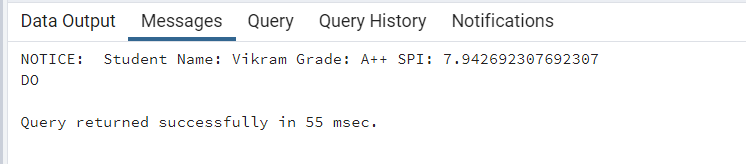 Data Output Messages Query Query History Notifications
NOTICE:  Student Name: Vikram Grade: A++ SPI: 7.942692307692307
DO
Query returned successfully in 55 msec.